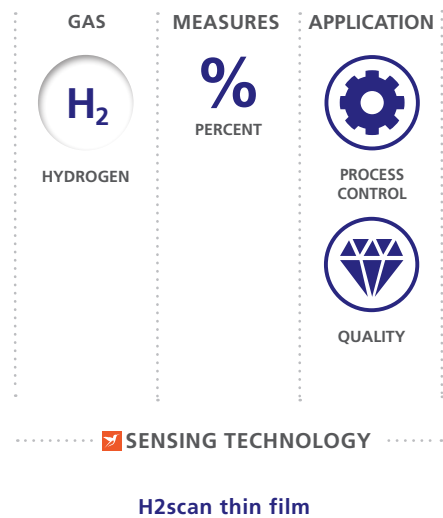 GAS
H2
HYDROGEN
MEASURES
%
PERCENT
APPLICATION
PROCESS
CONTROL
QUALITY
SENSING TECHNOLOGY
H2scan thin film